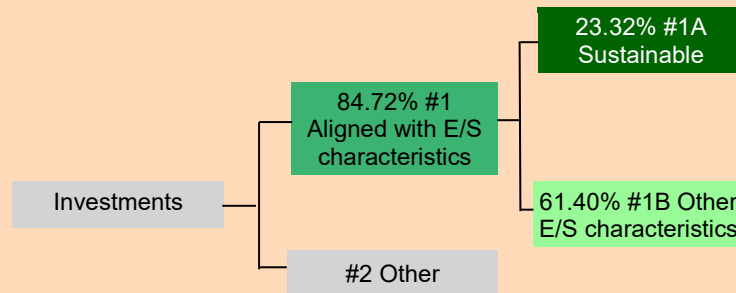 23.32% #1A
Sustainable
84.72% #1
Aligned with E/S
characteristics
Investments
61.40% #1B Other
E/S characteristics
#2 Other